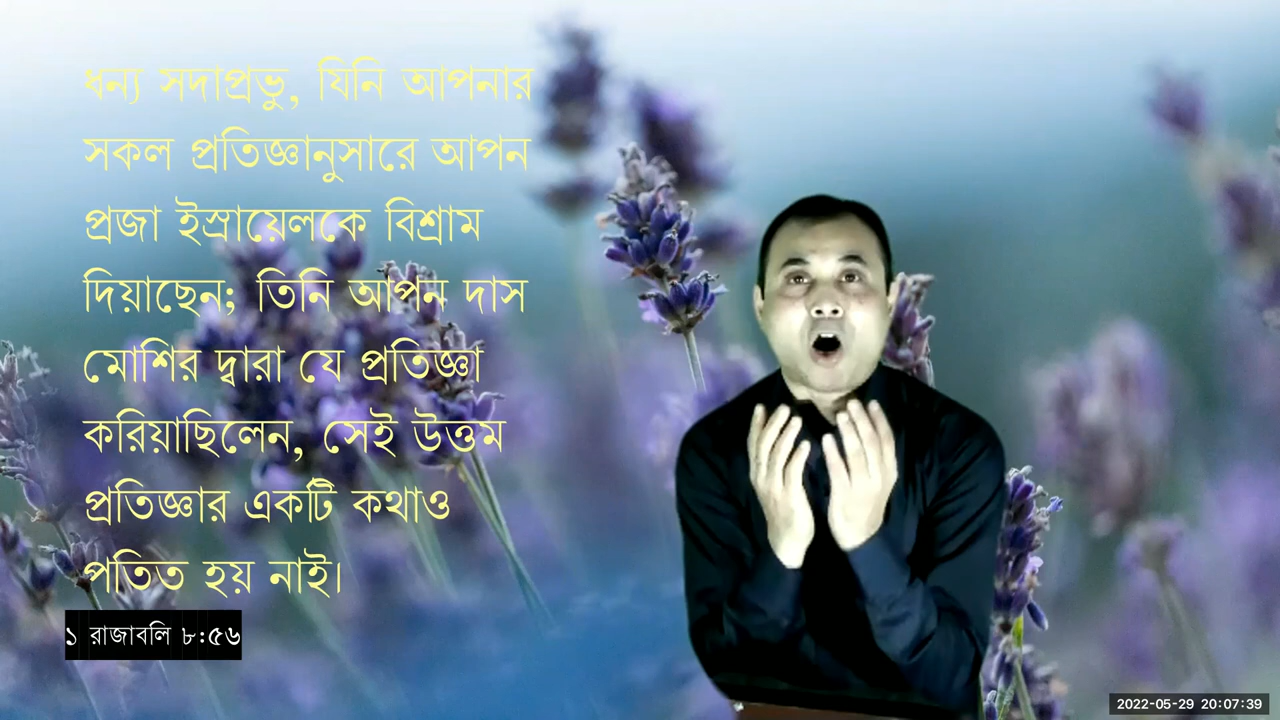 ধন্য সদাপ্রভু, যিনি আপনার
সকল প্রতিজ্ঞানুসারে আপন
প্রজা ইস্রায়েলকে বিশ্রাম
দিয়াছেন; তিনি আপন দাস
মোশির দ্বারা যে প্রতিজ্ঞা
করিয়াছিলেন, সেই উত্তম
প্রতিজ্ঞার একটি কথাও
পতিত হয় নাই।
১ রাজাবলি ৮:৫৬
2022-05-29 20:07:39